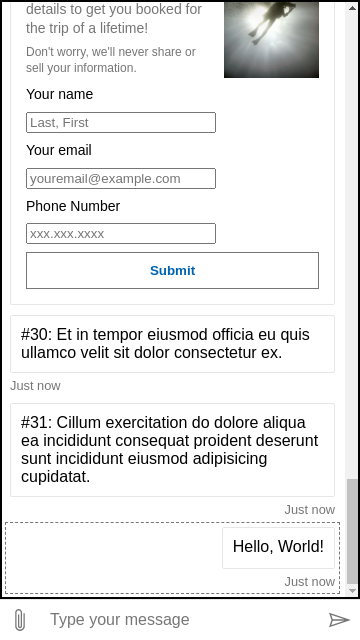 details to get you booked for
the trip of a lifetime!
Don't worry, we'll never share or
sell your information.
Your name
Last, First
Your email
youremail@example.com
Phone Number
xxx.xxx.xxxx
Submit
#30: Et in tempor eiusmod officia eu quis
ullamco velit sit dolor consectetur ex.
Just now
#31: Cillum exercitation do dolore aliqua
ea incididunt consequat proident deserunt
sunt incididunt eiusmod adipisicing
cupidatat.
Just now
Hello, World!
Just now
Type your message